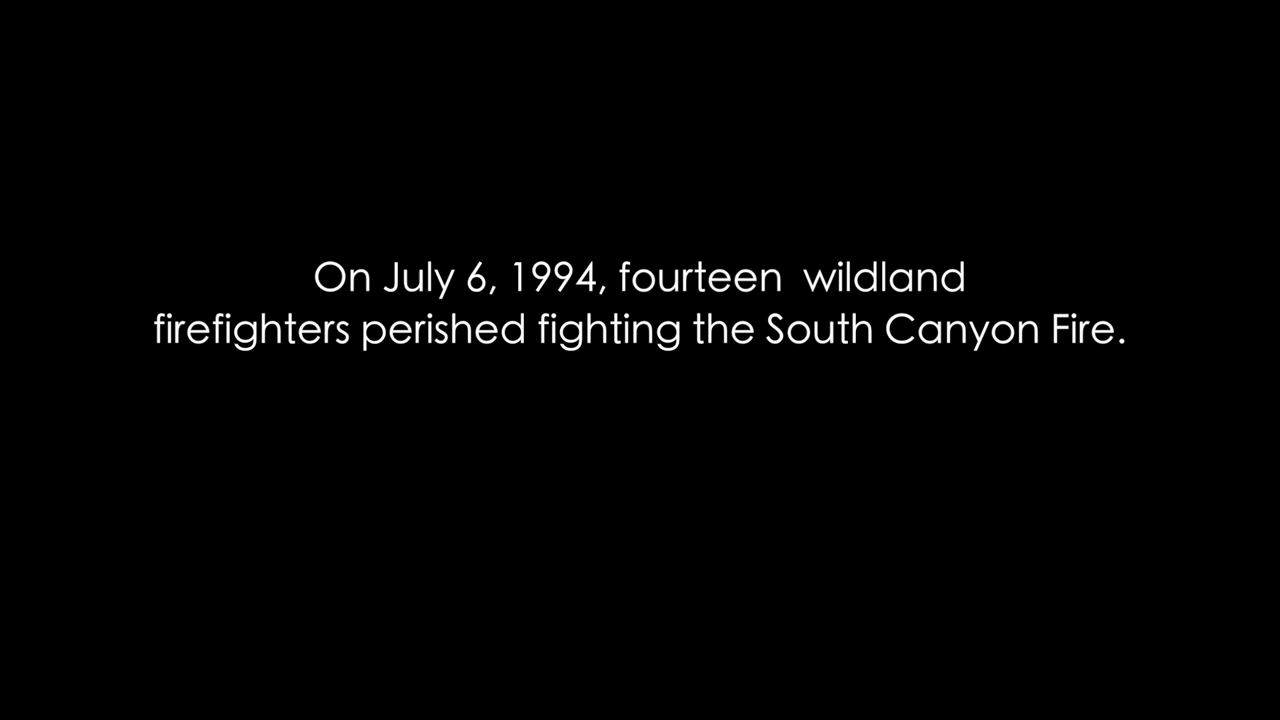 On July 6, 1994, fourteen  wildland
firefighters perished fighting the South Canyon Fire.